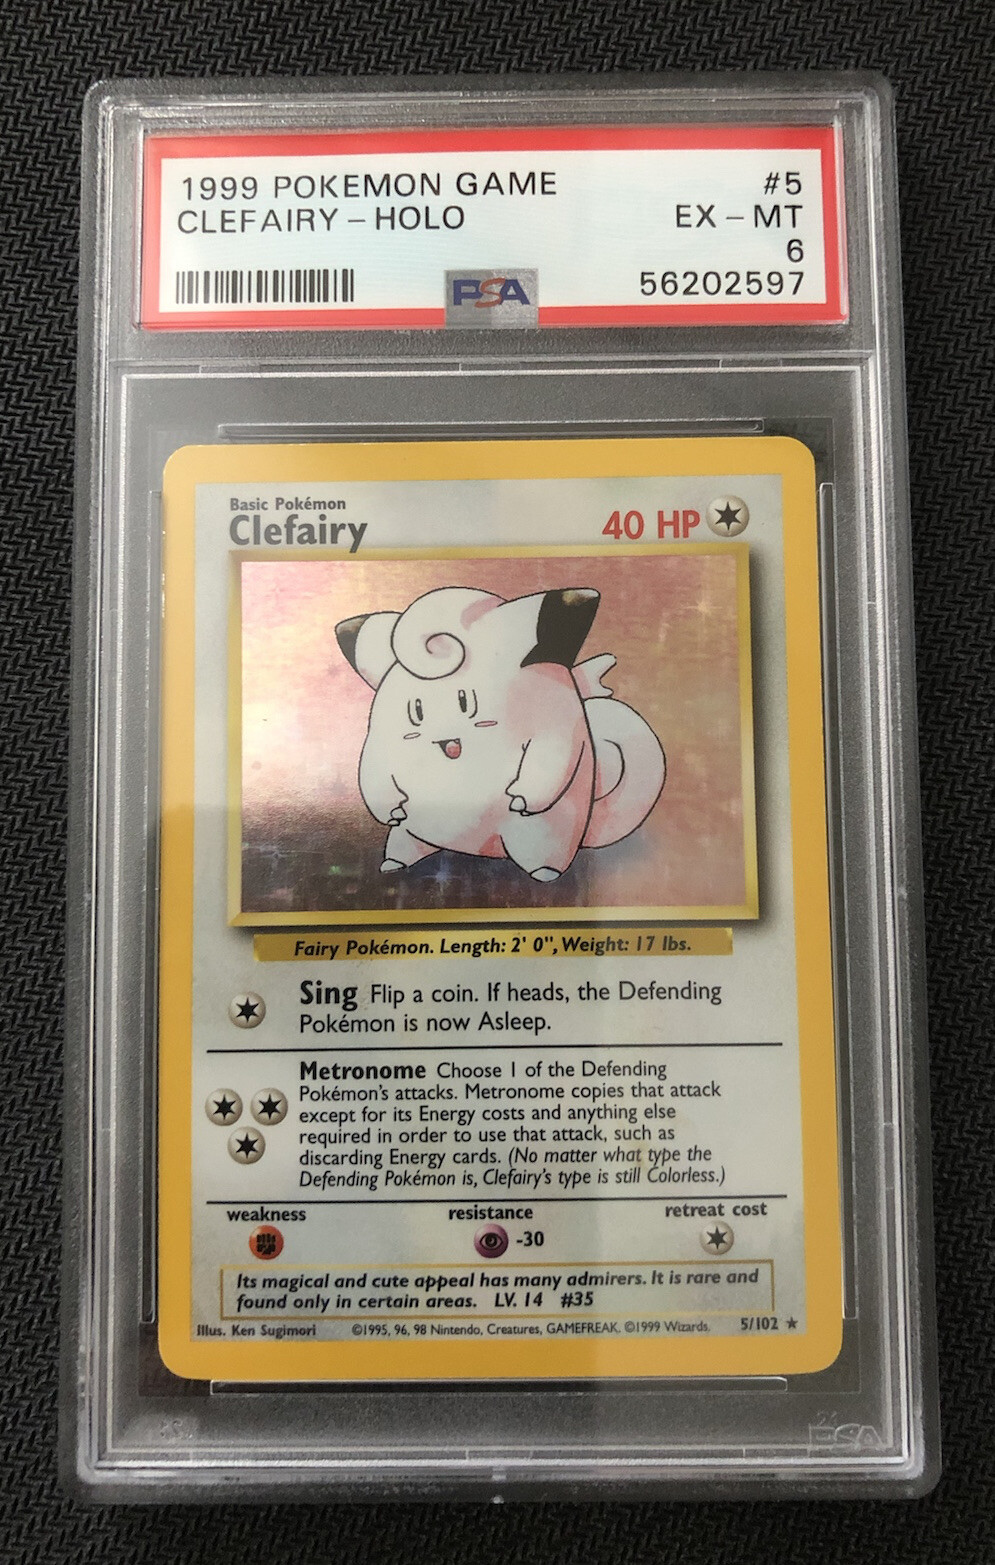 1999 POKEMON GAME #5
CLEFAIRY – HOLO EX – MT
6
PSA 56202597
Basic Pokémon
Clefairy 40 HP
Fairy Pokémon. Length: 2' 0", Weight: 17 lbs.
Sing Flip a coin. If heads, the Defending
Pokémon is now Asleep.
Metronome Choose 1 of the Defending
Pokémon's attacks. Metronome copies that attack
except for its Energy costs and anything else
required in order to use that attack, such as
discarding Energy cards. (No matter what type the
Defending Pokémon is, Clefairy's type is still Colorless.)
weakness resistance retreat cost
-30
Its magical and cute appeal has many admirers. It is rare and
found only in certain areas. LV. 14 #35
Illus. Ken Sugimori ©1995, 96, 98 Nintendo, Creatures, GAMEFREAK. ©1999 Wizards. 5/102 ★